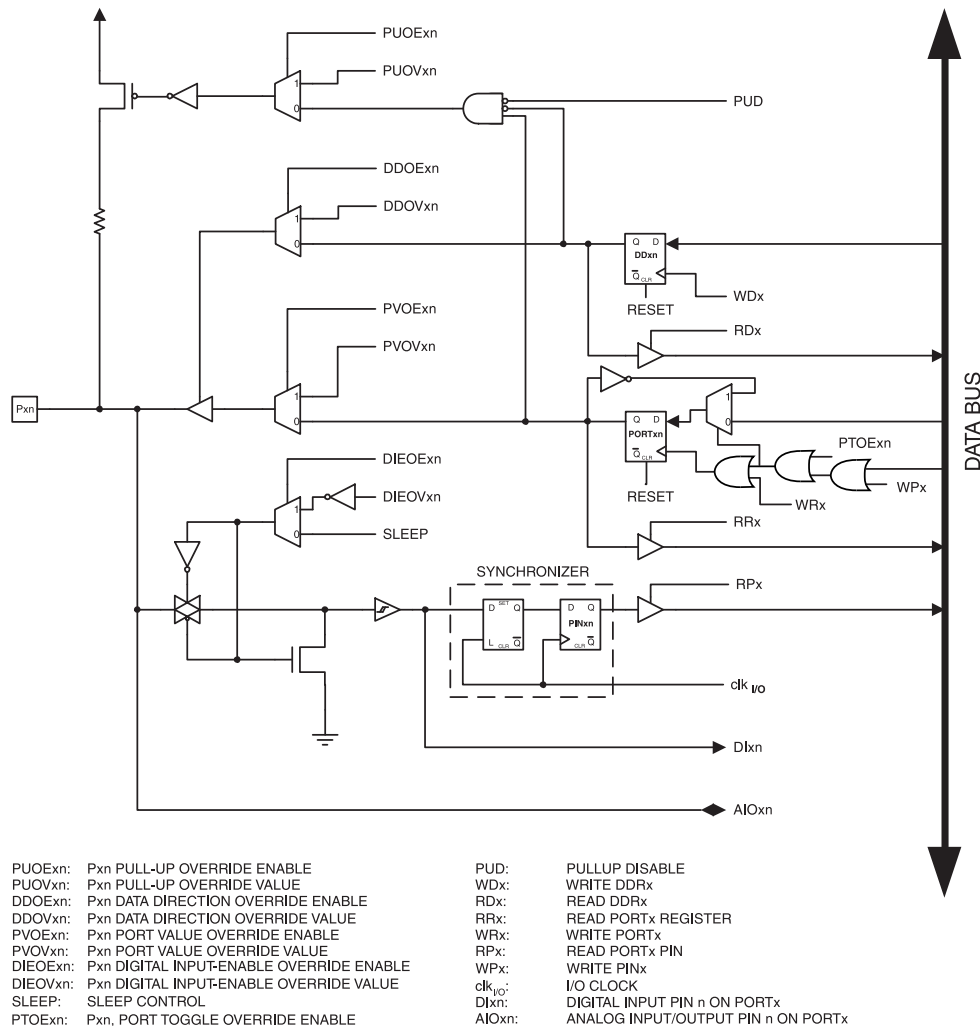 PUOExn
PUOVxn
1
0
PUD
DDOExn
DDOVxn
1
0
Q D
DDxn
Q CLR
WDx
RESET
PVOExn
RDx
PVOVxn
Pxn
1
0
1
0
Q D
PORTxn
Q CLR
PTOExn
DATA BUS
DIEOExn
RESET
WRx
WPx
DIEOVxn
1
0
SLEEP
RRx
SYNCHRONIZER
D SET Q
L CLR Q
D Q
PINxn
CLR Q
RPx
clk I/O
DIxn
AIOxn
PUOExn: Pxn PULL-UP OVERRIDE ENABLE
PUOVxn: Pxn PULL-UP OVERRIDE VALUE
DDOExn: Pxn DATA DIRECTION OVERRIDE ENABLE
DDOVxn: Pxn DATA DIRECTION OVERRIDE VALUE
PVOExn: Pxn PORT VALUE OVERRIDE ENABLE
PVOVxn: Pxn PORT VALUE OVERRIDE VALUE
DIEOExn: Pxn DIGITAL INPUT-ENABLE OVERRIDE ENABLE
DIEOVxn: Pxn DIGITAL INPUT-ENABLE OVERRIDE VALUE
SLEEP: SLEEP CONTROL
PTOExn: Pxn, PORT TOGGLE OVERRIDE ENABLE
PUD: PULLUP DISABLE
WDx: WRITE DDRx
RDx: READ DDRx
RRx: READ PORTx REGISTER
WRx: WRITE PORTx
RPx: READ PORTx PIN
WPx: WRITE PINx
clkI/O: I/O CLOCK
DIxn: DIGITAL INPUT PIN n ON PORTx
AIOxn: ANALOG INPUT/OUTPUT PIN n ON PORTx